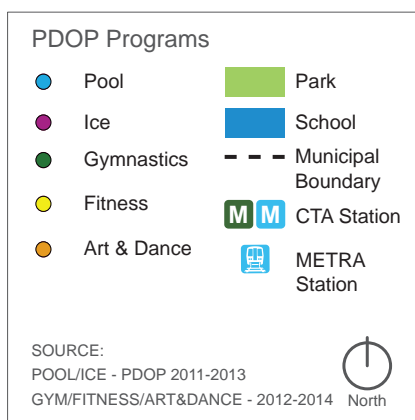 PDOP Programs
Pool
Ice
Gymnastics
Fitness
Art & Dance
Park
School
Municipal
Boundary
M M CTA Station
METRA
Station
SOURCE:
POOL/ICE - PDOP 2011-2013
GYM/FITNESS/ART&DANCE - 2012-2014
North